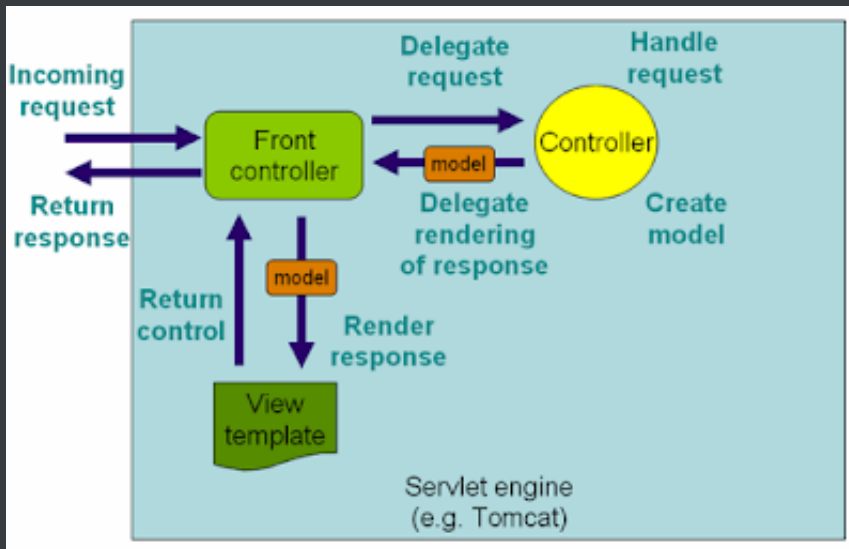 Incoming
request
Return
response
Front
controller
Delegate
request
Handle
request
Controller
model
Delegate
rendering
of response
Create
model
model
Return
control
Render
response
View
template
Servlet engine
(e.g. Tomcat)